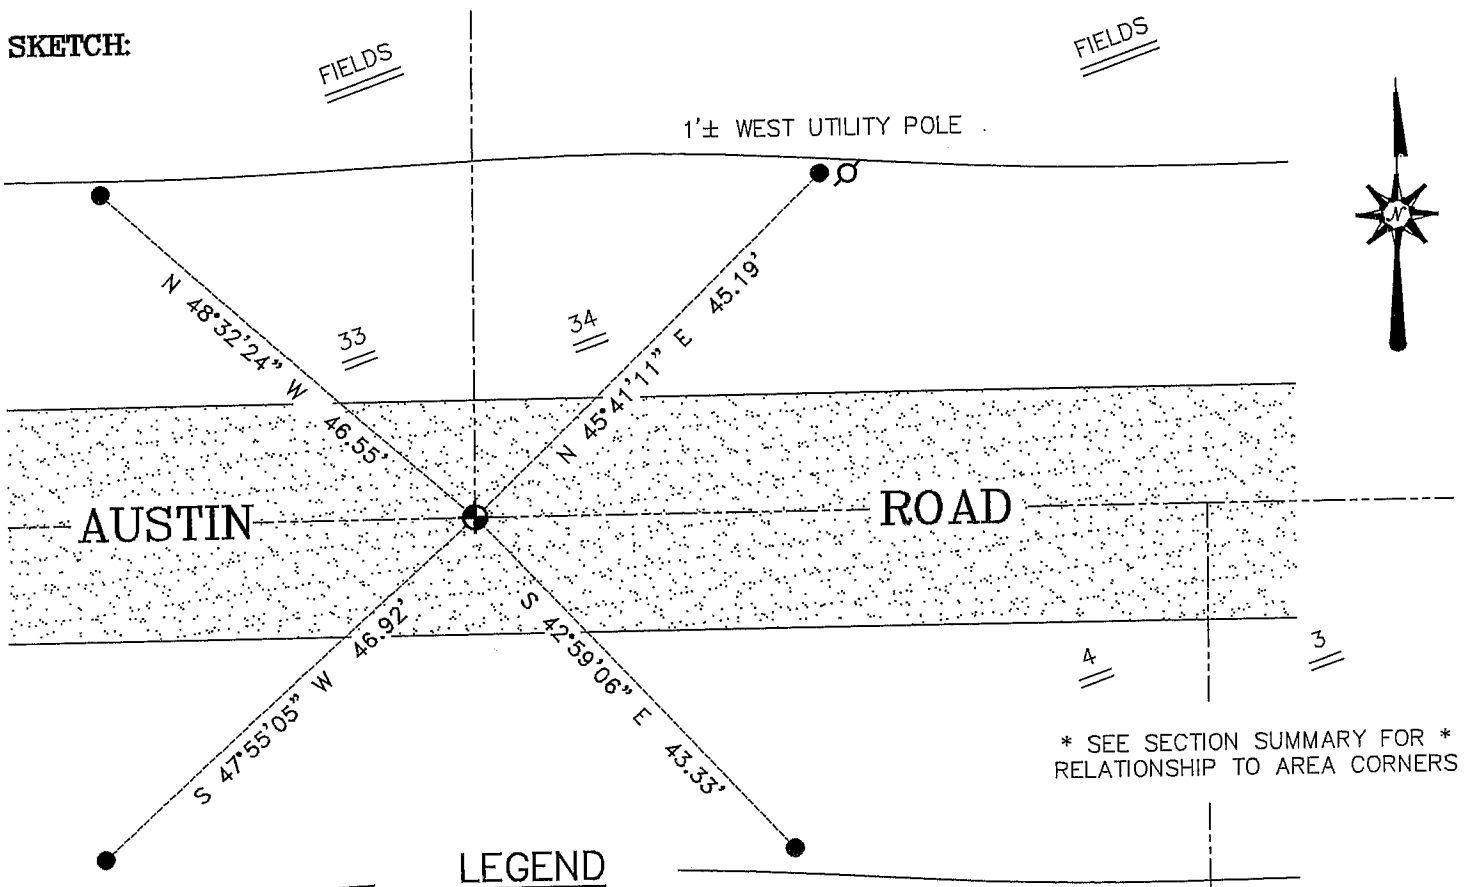 SKETCH:
FIELDS
FIELDS
1'± WEST UTILITY POLE
N
N 48°32'24" W 46.55'
33
34
N 45°41'11" E 45.19'
AUSTIN ROAD
S 47°55'05" W 46.92'
S 42°59'06" E 43.33'
4
3
* SEE SECTION SUMMARY FOR *
RELATIONSHIP TO AREA CORNERS
LEGEND